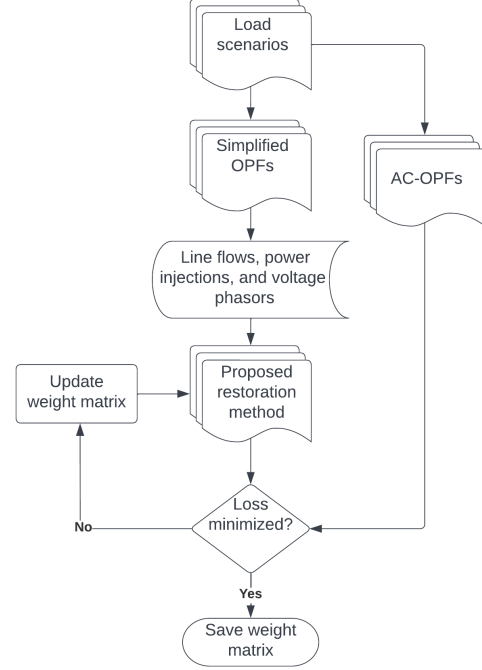 Load
scenarios
Simplified
OPFs
AC-OPFs
Line flows, power
injections, and voltage
phasors
Proposed
restoration
method
Update
weight matrix
Loss
minimized?
No
Yes
Save weight
matrix